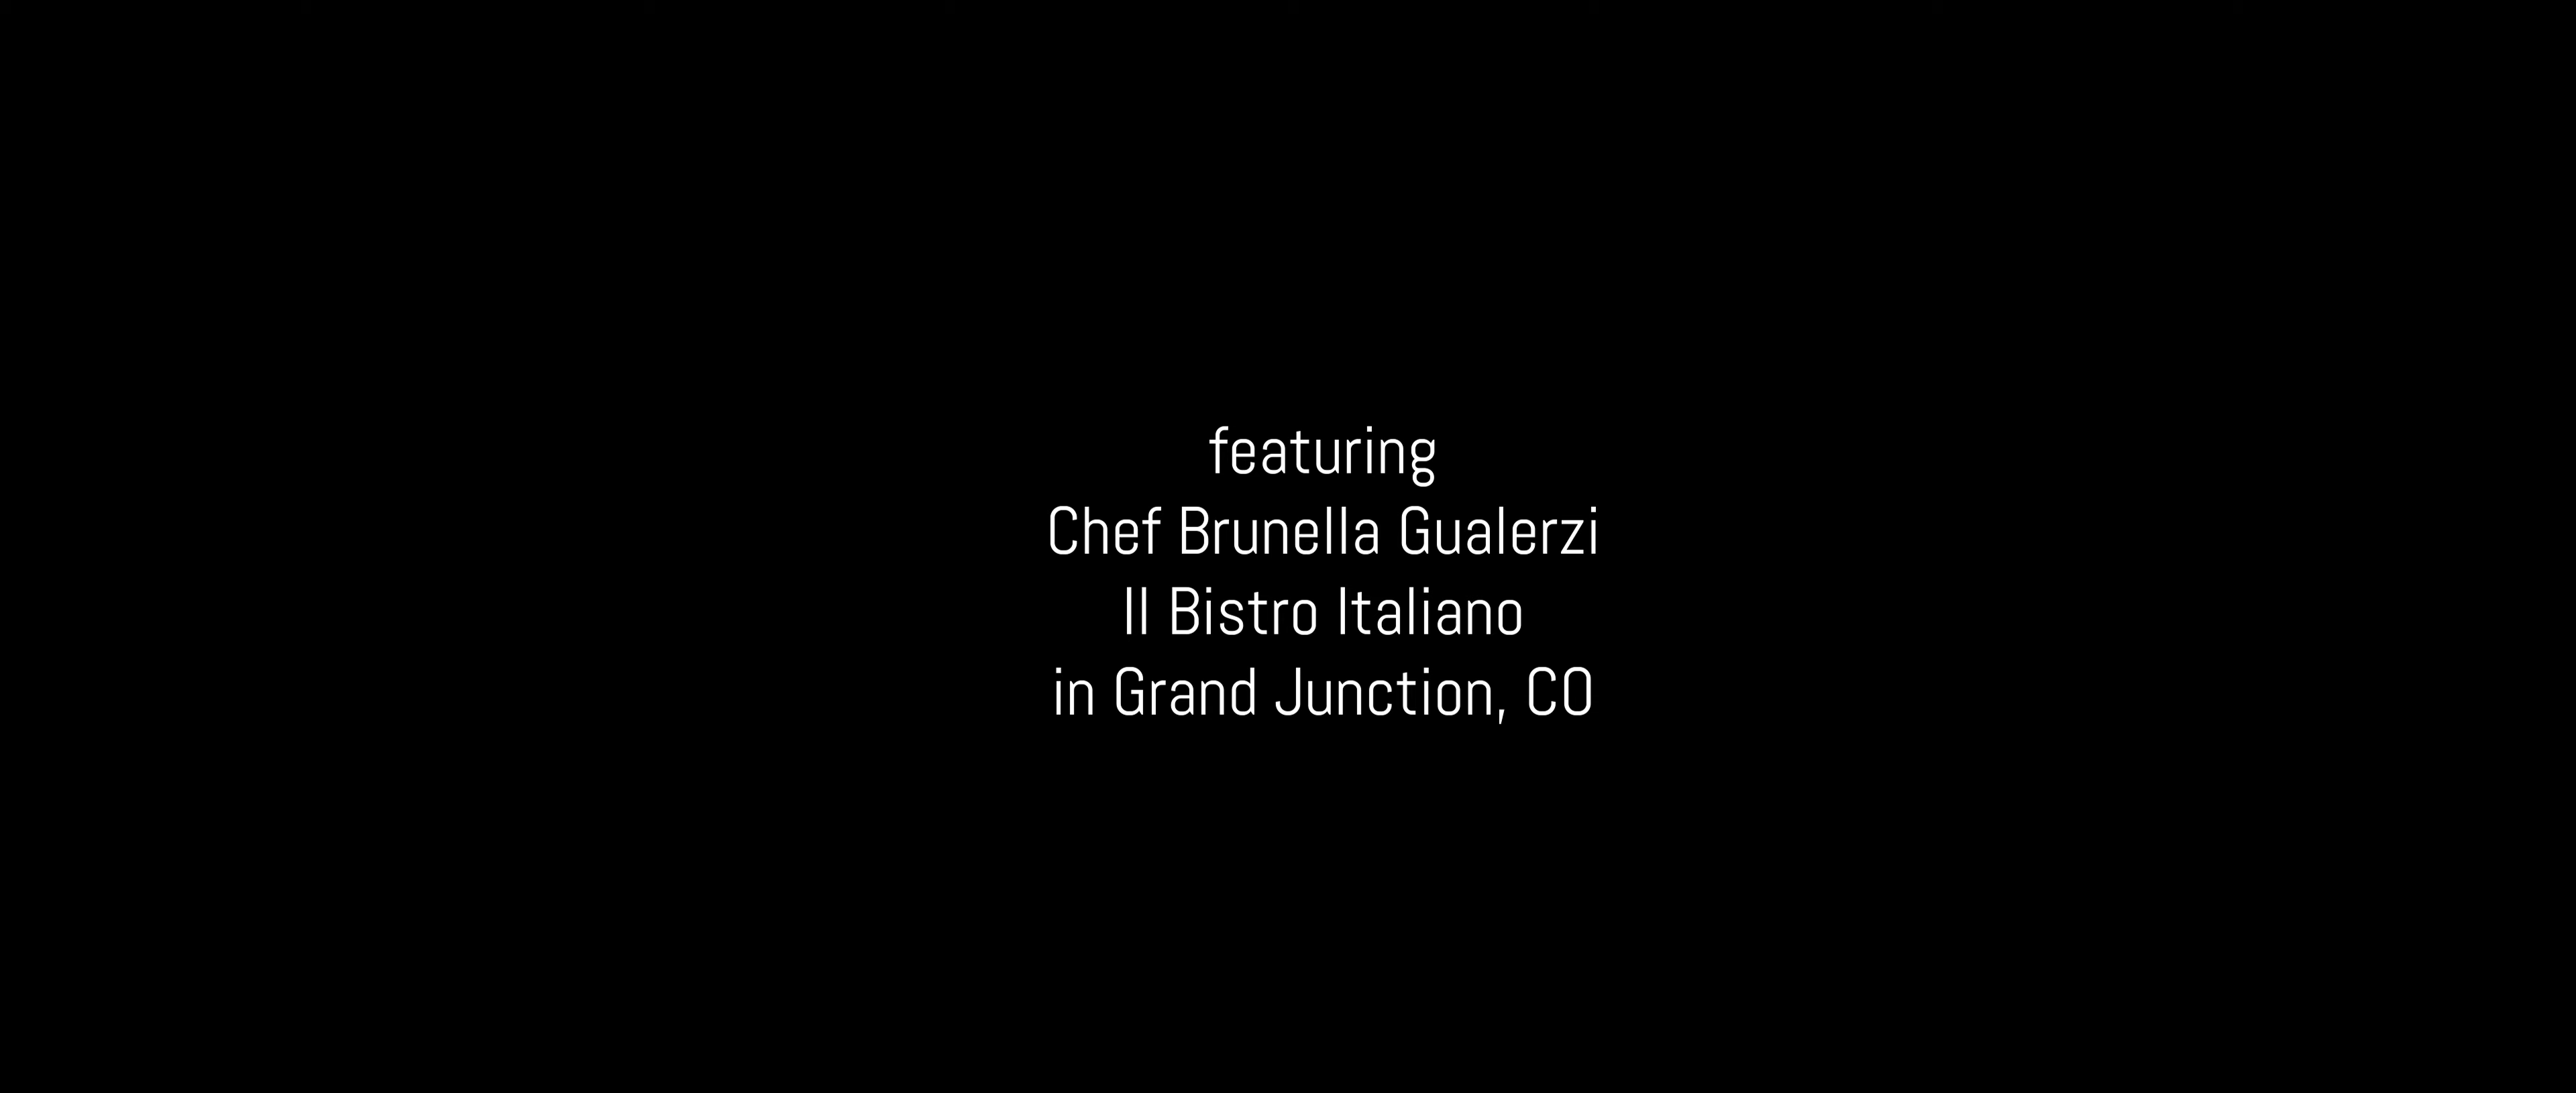 featuring
Chef Brunella Gualerzi
Il Bistro Italiano
in Grand Junction, CO